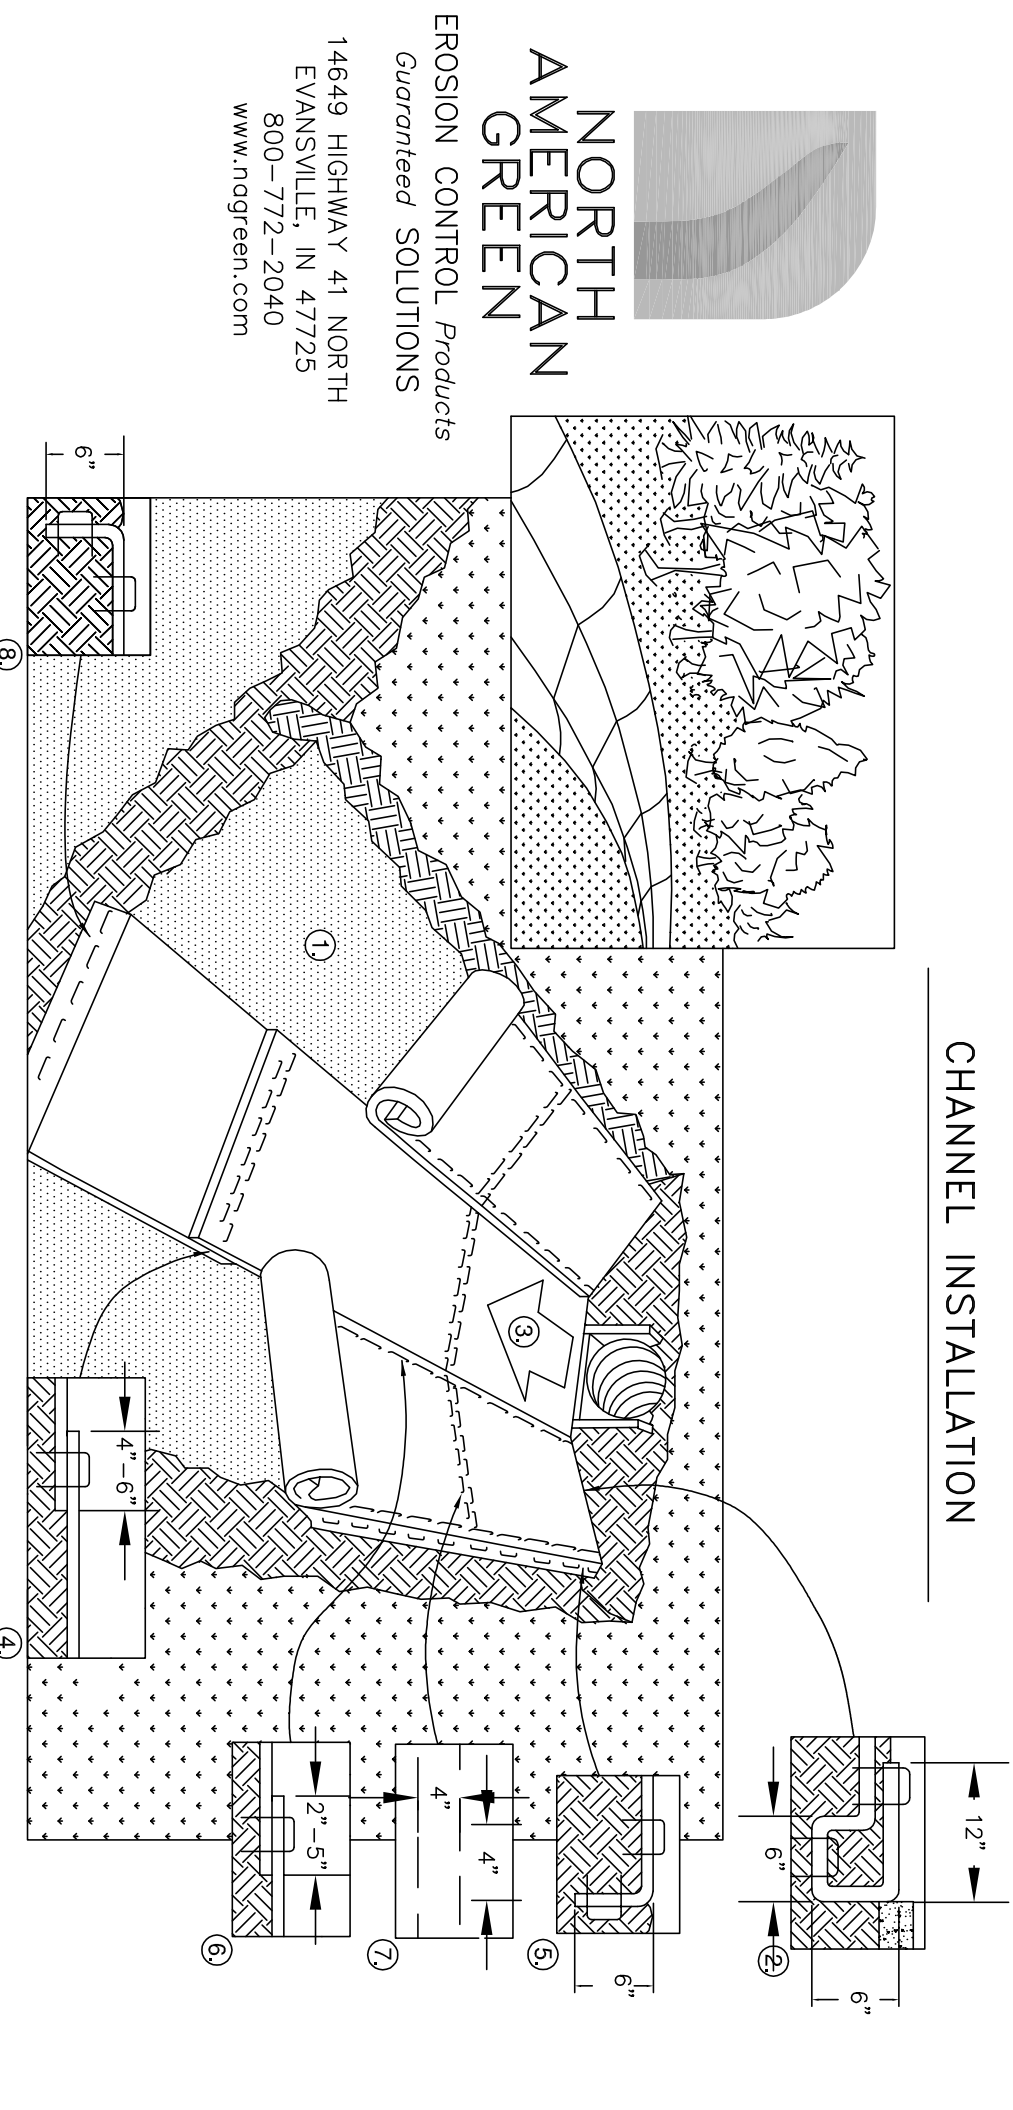 NORTH
AMERICAN
GREEN
EROSION CONTROL Products
Guaranteed SOLUTIONS
14649 HIGHWAY 41 NORTH
EVANSVILLE, IN 47725
800-772-2040
www.nagreen.com
CHANNEL INSTALLATION
12"
6"
6"
2.
3.
1.
6"
5.
4"
4"
7.
2"-5"
6.
4"-6"
4.
6"
8.